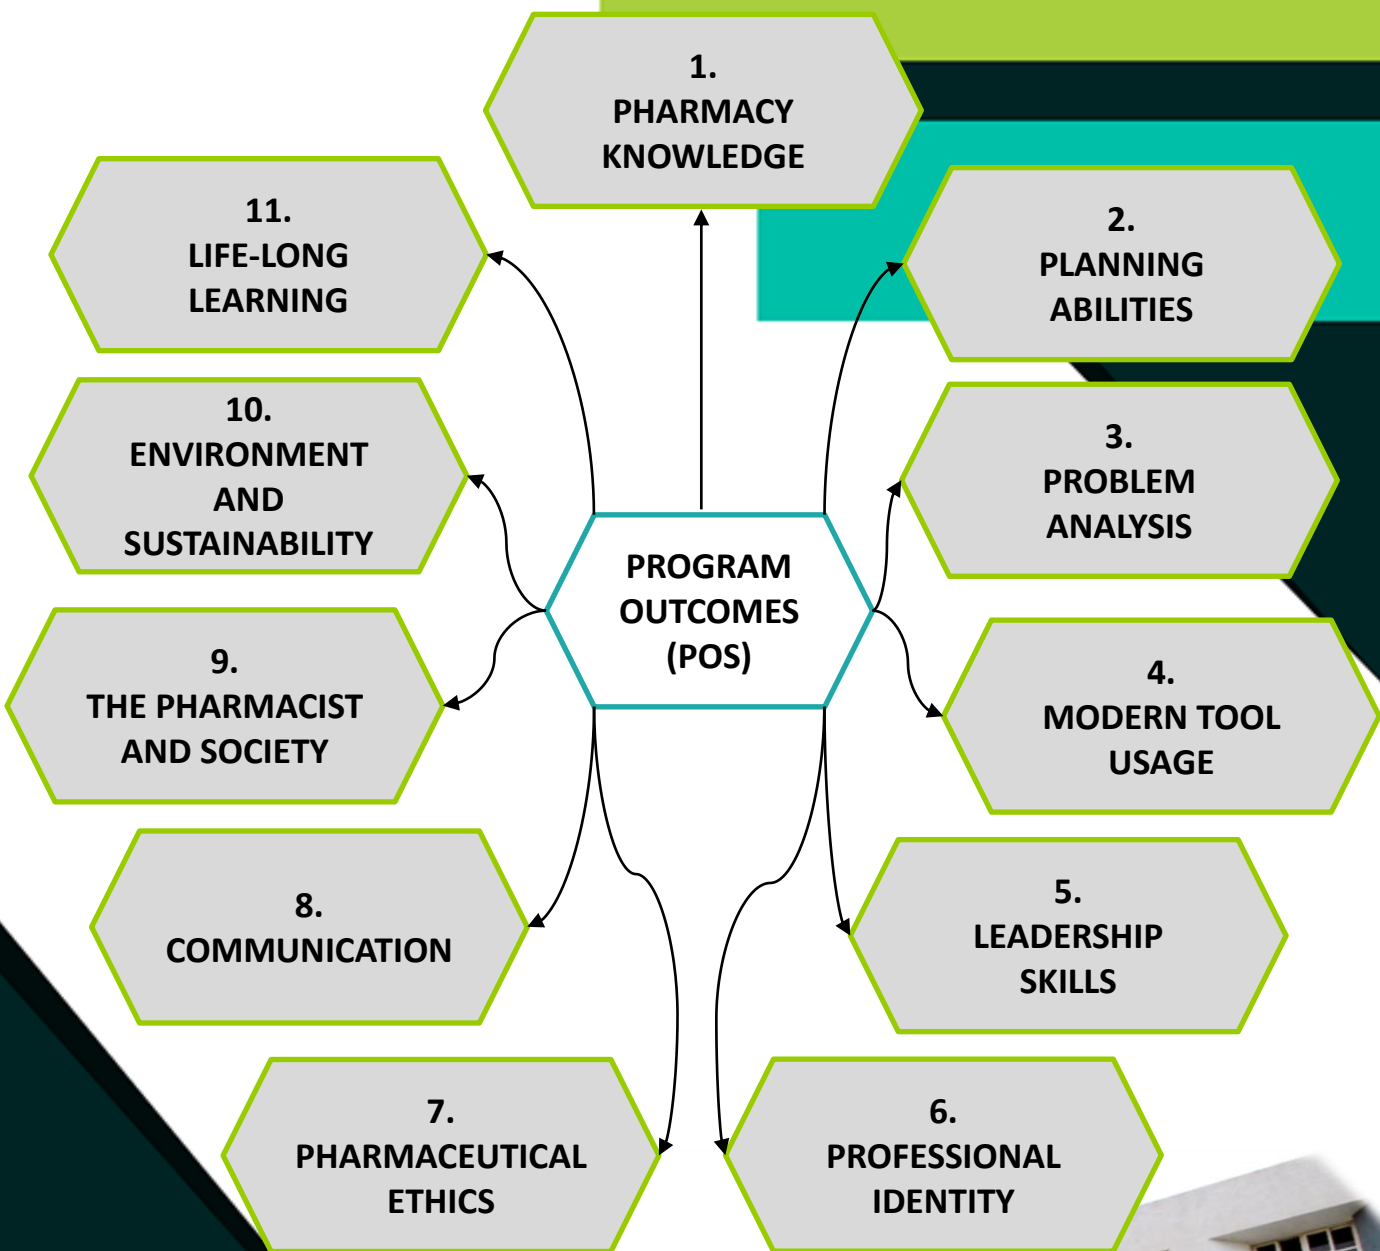 1.
PHARMACY
KNOWLEDGE
2.
PLANNING
ABILITIES
3.
PROBLEM
ANALYSIS
4.
MODERN TOOL
USAGE
5.
LEADERSHIP
SKILLS
6.
PROFESSIONAL
IDENTITY
7.
PHARMACEUTICAL
ETHICS
8.
COMMUNICATION
9.
THE PHARMACIST
AND SOCIETY
10.
ENVIRONMENT
AND
SUSTAINABILITY
11.
LIFE-LONG
LEARNING
PROGRAM
OUTCOMES
(POS)